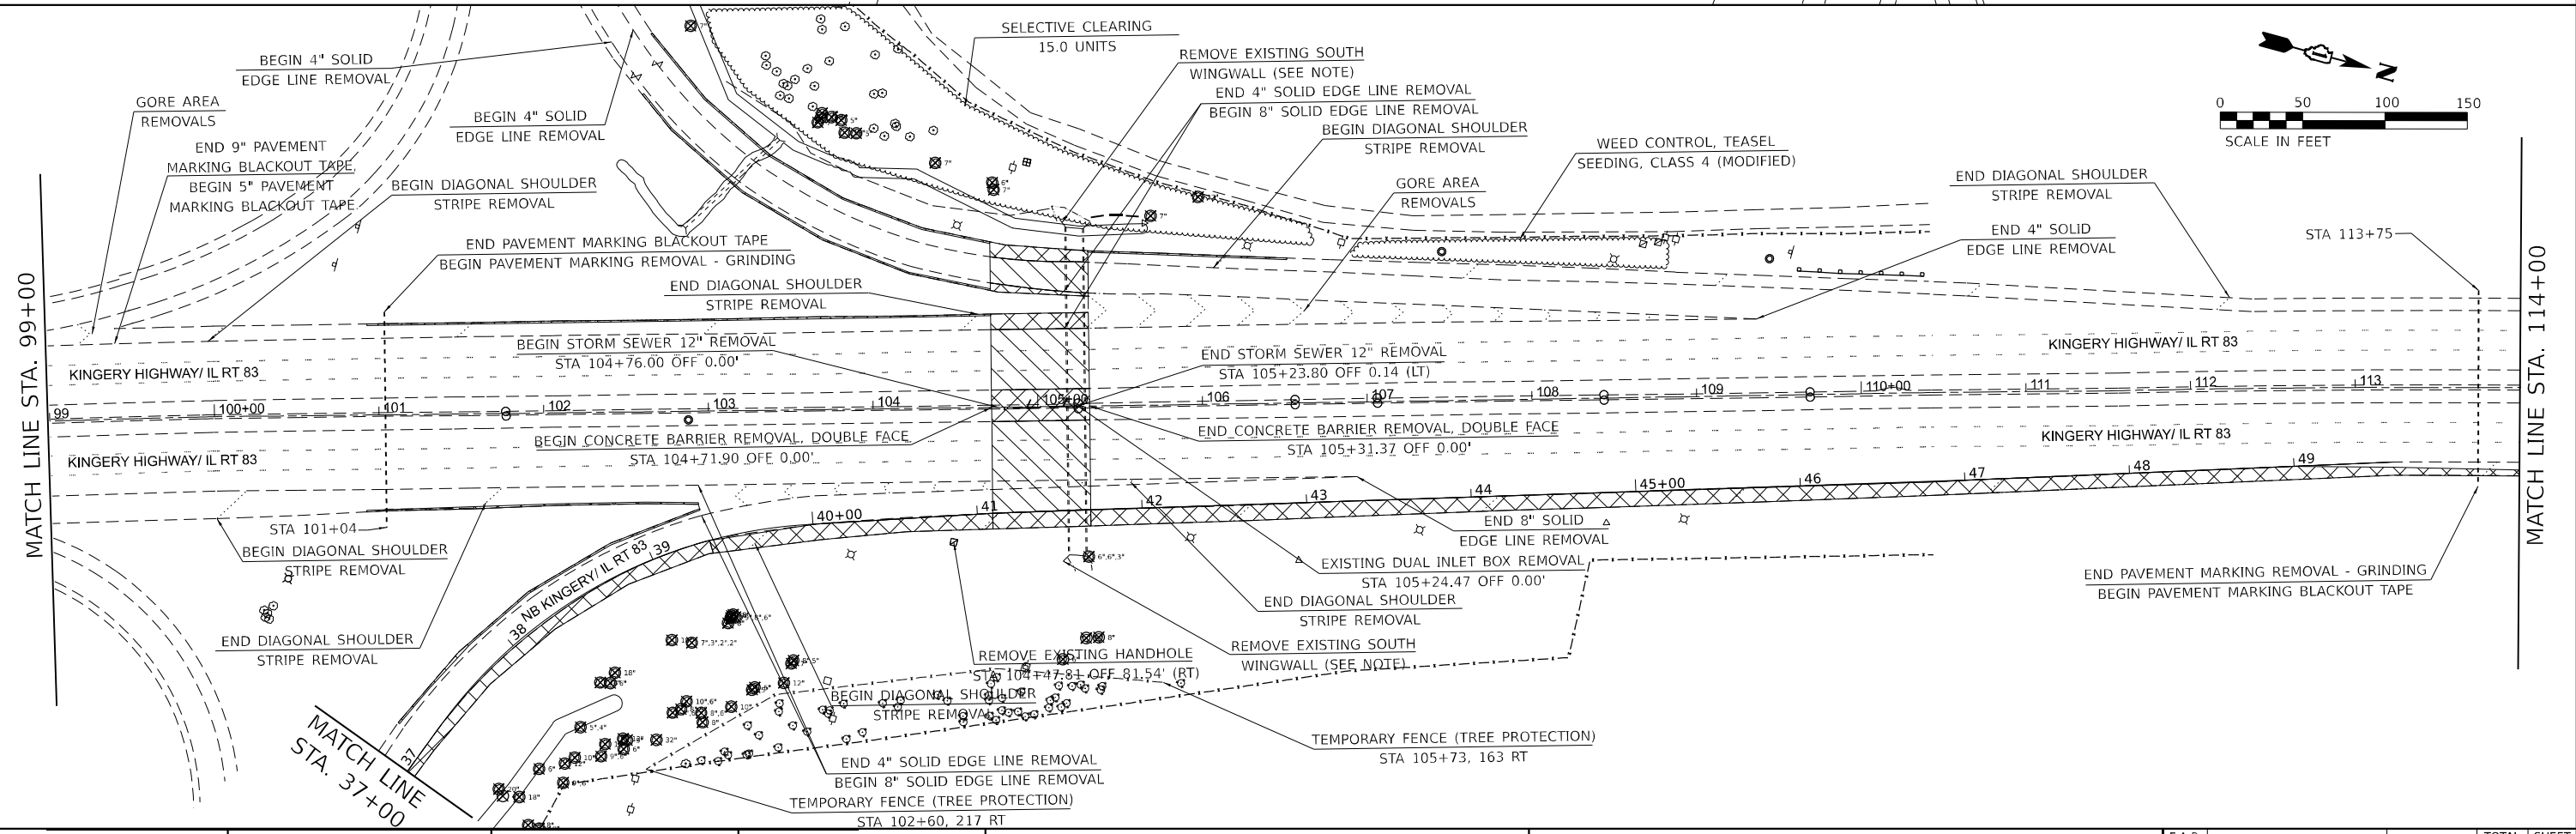 SELECTIVE CLEARING
15.0 UNITS
BEGIN 4" SOLID
EDGE LINE REMOVAL
REMOVE EXISTING SOUTH
WINGWALL (SEE NOTE)
END 4" SOLID EDGE LINE REMOVAL
BEGIN 8" SOLID EDGE LINE REMOVAL
GORE AREA
REMOVALS
BEGIN 4" SOLID
EDGE LINE REMOVAL
BEGIN DIAGONAL SHOULDER
STRIPE REMOVAL
WEED CONTROL, TEASEL
SEEDING, CLASS 4 (MODIFIED)
N
0 50 100 150
SCALE IN FEET
END 9" PAVEMENT
MARKING BLACKOUT TAPE,
BEGIN 5" PAVEMENT
MARKING BLACKOUT TAPE
BEGIN DIAGONAL SHOULDER
STRIPE REMOVAL
GORE AREA
REMOVALS
END DIAGONAL SHOULDER
STRIPE REMOVAL
END 4" SOLID
EDGE LINE REMOVAL
STA 113+75
END PAVEMENT MARKING BLACKOUT TAPE
BEGIN PAVEMENT MARKING REMOVAL - GRINDING
END DIAGONAL SHOULDER
STRIPE REMOVAL
MATCH LINE STA. 99+00
MATCH LINE STA. 114+00
BEGIN STORM SEWER 12" REMOVAL
STA 104+76.00 OFF 0.00'
END STORM SEWER 12" REMOVAL
STA 105+23.80 OFF 0.14 (LT)
KINGERY HIGHWAY/ IL RT 83
KINGERY HIGHWAY/ IL RT 83
99 100+00 101 102 103 104 105+00 106 107 108 109 110+00 111 112 113
BEGIN CONCRETE BARRIER REMOVAL, DOUBLE FACE
STA 104+71.90 OFF 0.00'
END CONCRETE BARRIER REMOVAL, DOUBLE FACE
STA 105+31.37 OFF 0.00'
KINGERY HIGHWAY/ IL RT 83
KINGERY HIGHWAY/ IL RT 83
37 38 39 40+00 41 42 43 44 45+00 46 47 48 49
NB KINGERY/ IL RT 83
STA 101+04
BEGIN DIAGONAL SHOULDER
STRIPE REMOVAL
END 8" SOLID
EDGE LINE REMOVAL
EXISTING DUAL INLET BOX REMOVAL
STA 105+24.47 OFF 0.00'
END DIAGONAL SHOULDER
STRIPE REMOVAL
END PAVEMENT MARKING REMOVAL - GRINDING
BEGIN PAVEMENT MARKING BLACKOUT TAPE
END DIAGONAL SHOULDER
STRIPE REMOVAL
REMOVE EXISTING SOUTH
WINGWALL (SEE NOTE)
REMOVE EXISTING HANDHOLE
STA 104+47.81 OFF 81.54' (RT)
BEGIN DIAGONAL SHOULDER
STRIPE REMOVAL
MATCH LINE
STA. 37+00
TEMPORARY FENCE (TREE PROTECTION)
STA 105+73, 163 RT
END 4" SOLID EDGE LINE REMOVAL
BEGIN 8" SOLID EDGE LINE REMOVAL
TEMPORARY FENCE (TREE PROTECTION)
STA 102+60, 217 RT
TOTAL SHEET